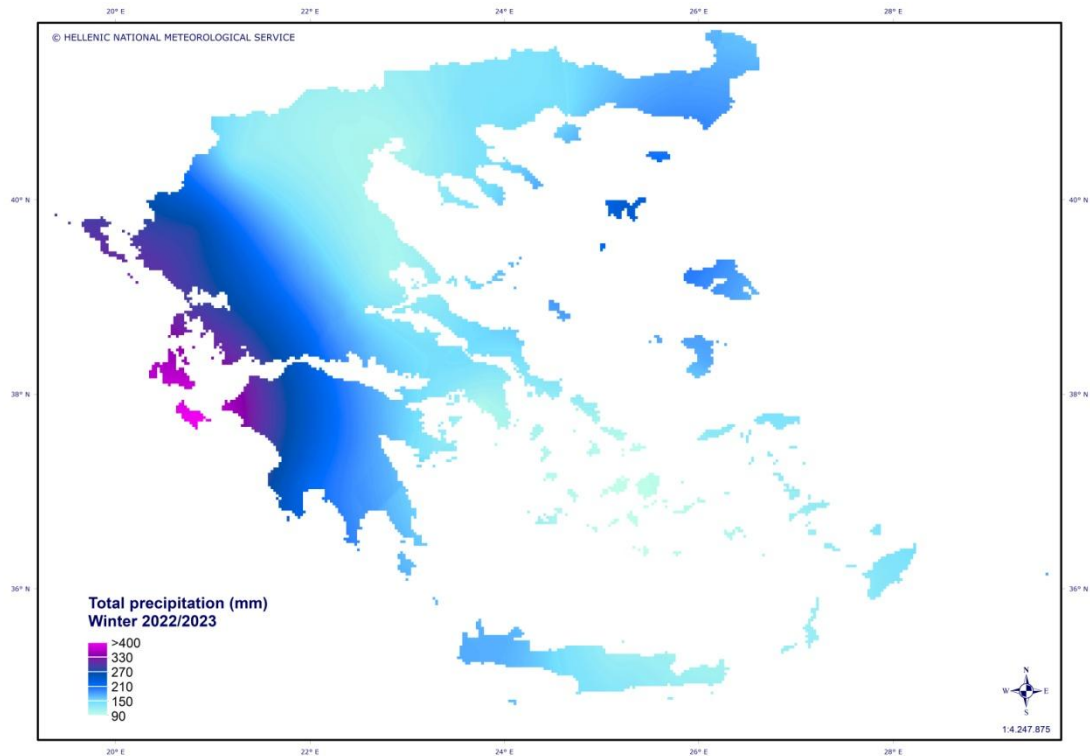 20° E 22° E 24° E 26° E 28° E
© HELLENIC NATIONAL METEOROLOGICAL SERVICE
40° N 40° N
38° N 38° N
36° N 36° N
Total precipitation (mm)
Winter 2022/2023
>400
330
270
210
150
90
N
W E
S
1:4.247.875
20° E 22° E 24° E 26° E 28° E